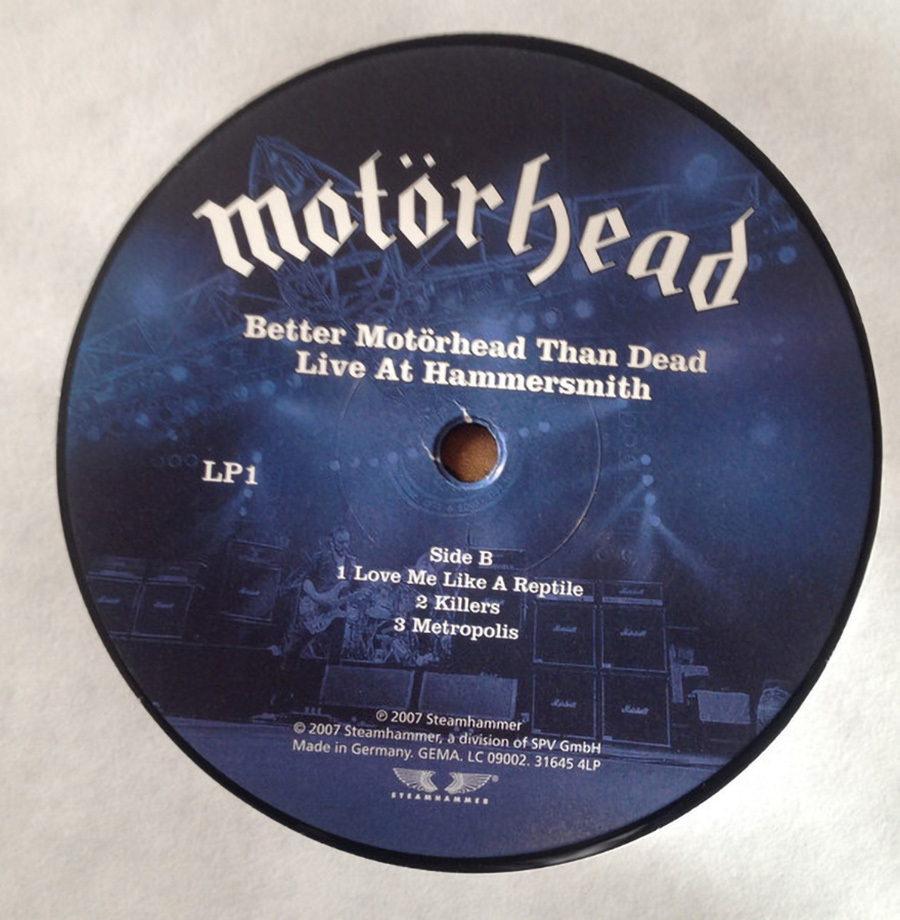 motörhead
Better Motörhead Than Dead
Live At Hammersmith
LP1
Side B
1 Love Me Like A Reptile
2 Killers
3 Metropolis
℗ 2007 Steamhammer
© 2007 Steamhammer, a division of SPV GmbH
Made in Germany. GEMA. LC 09002. 31645 4LP
STEAMHAMMER®